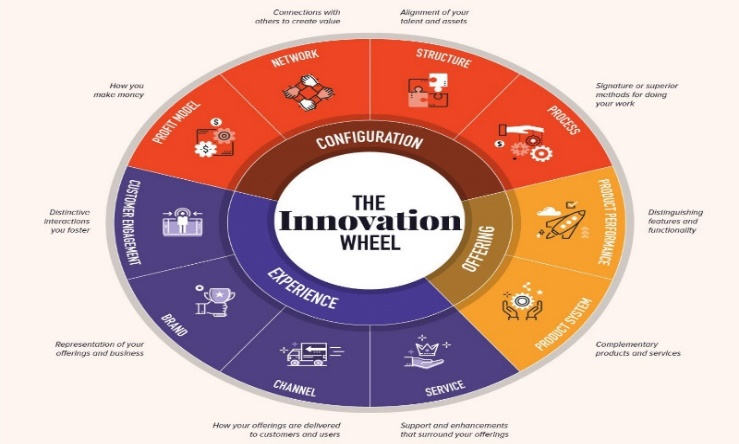 Connections with
others to create value
Alignment of your
talent and assets
How you
make money
Signature or superior
methods for doing
your work
NETWORK
STRUCTURE
PROFIT MODEL
PROCESS
CONFIGURATION
THE
Innovation
WHEEL
CUSTOMER ENGAGEMENT
PRODUCT PERFORMANCE
OFFERING
EXPERIENCE
Distinctive
interactions
you foster
Distinguishing
features and
functionality
BRAND
PRODUCT SYSTEM
CHANNEL
SERVICE
Representation of your
offerings and business
Complementary
products and services
How your offerings are delivered
to customers and users
Support and enhancements
that surround your offerings
$
$
$